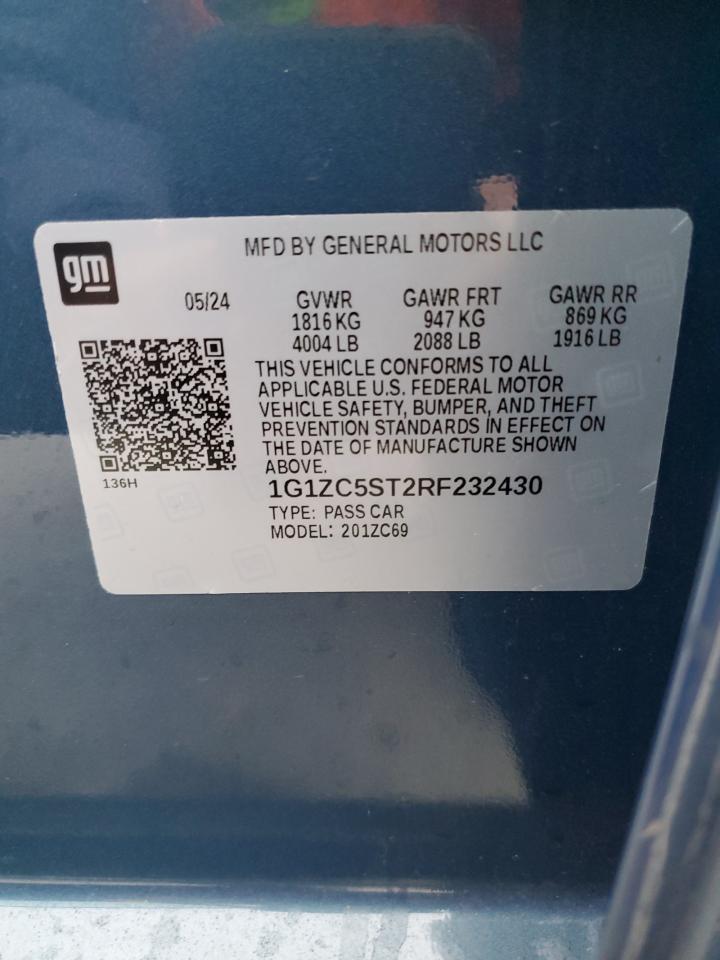 gm
MFD BY GENERAL MOTORS LLC
05/24
GVWR GAWR FRT GAWR RR
1816 KG 947 KG 869 KG
4004 LB 2088 LB 1916 LB
THIS VEHICLE CONFORMS TO ALL
APPLICABLE U.S. FEDERAL MOTOR
VEHICLE SAFETY, BUMPER, AND THEFT
PREVENTION STANDARDS IN EFFECT ON
THE DATE OF MANUFACTURE SHOWN
ABOVE.
136H
1G1ZC5ST2RF232430
TYPE: PASS CAR
MODEL: 201ZC69